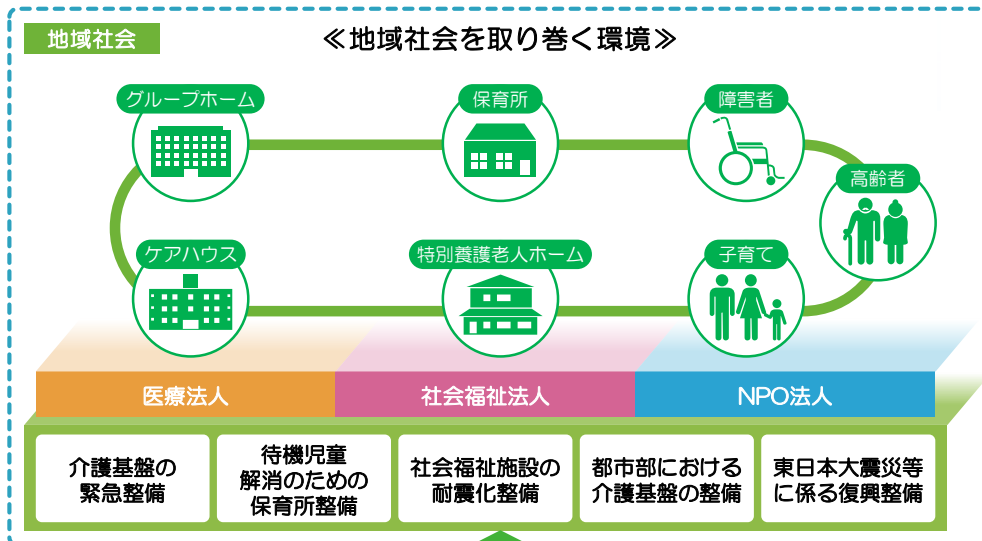 地域社会
≪地域社会を取り巻く環境≫
グループホーム
保育所
障害者
高齢者
ケアハウス
特別養護老人ホーム
子育て
医療法人
社会福祉法人
NPO法人
介護基盤の
緊急整備
待機児童
解消のための
保育所整備
社会福祉施設の
耐震化整備
都市部における
介護基盤の整備
東日本大震災等
に係る復興整備